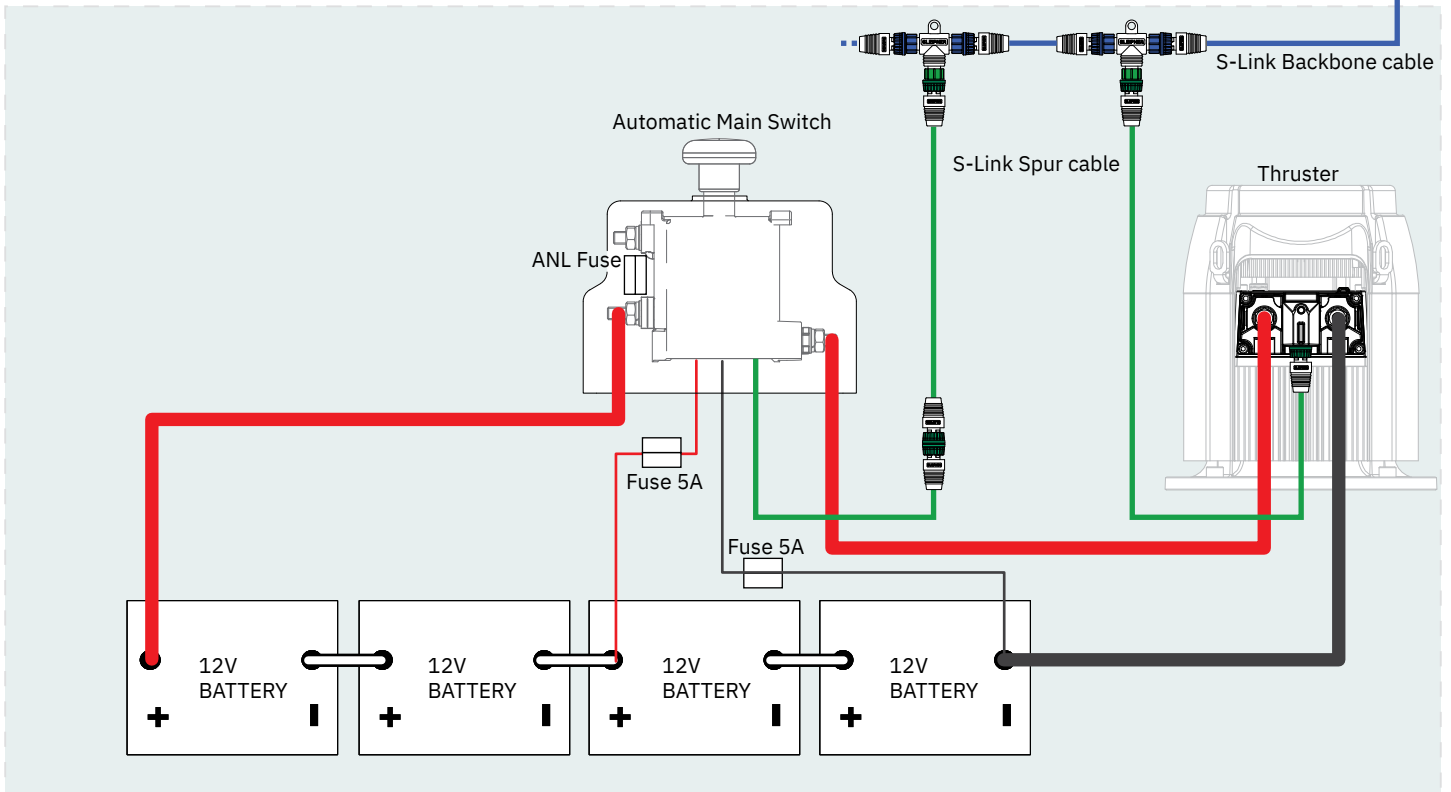 S-Link Backbone cable
Automatic Main Switch
S-Link Spur cable
Thruster
ANL Fuse
Fuse 5A
Fuse 5A
12V
BATTERY
12V
BATTERY
12V
BATTERY
12V
BATTERY
+
+
+
+